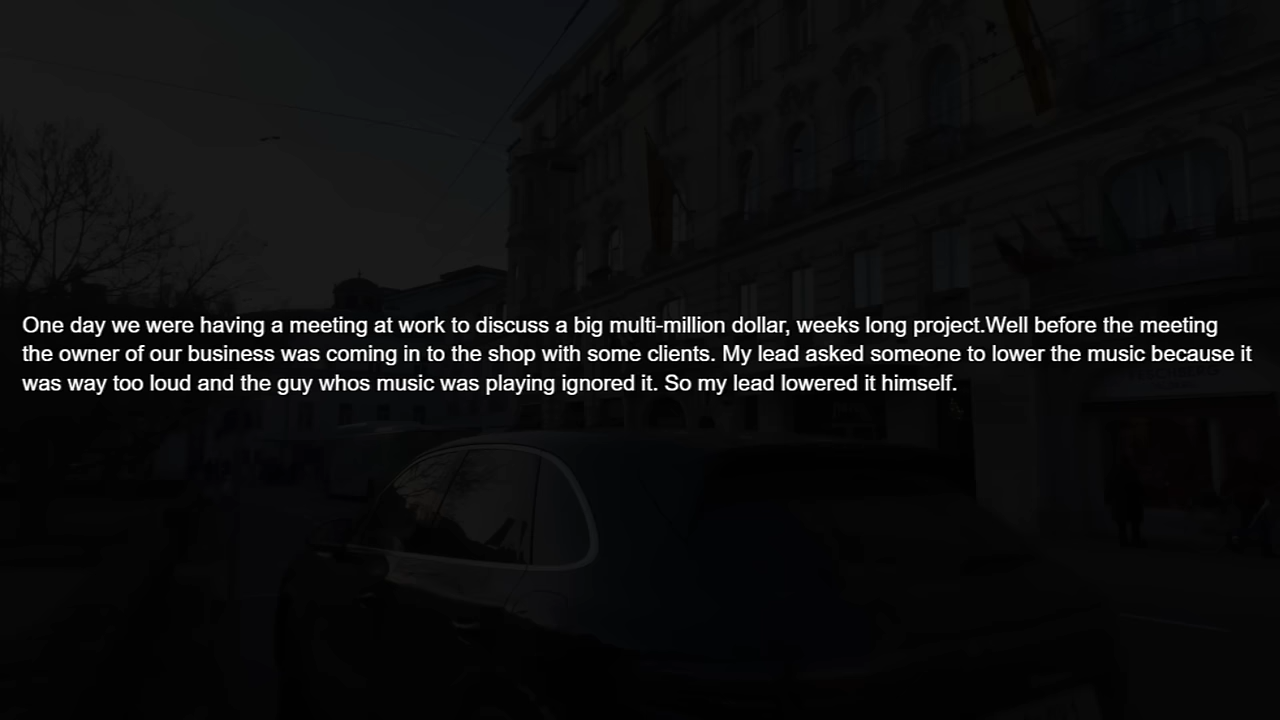 One day we were having a meeting at work to discuss a big multi-million dollar, weeks long project.Well before the meeting
the owner of our business was coming in to the shop with some clients. My lead asked someone to lower the music because it
was way too loud and the guy whos music was playing ignored it. So my lead lowered it himself.